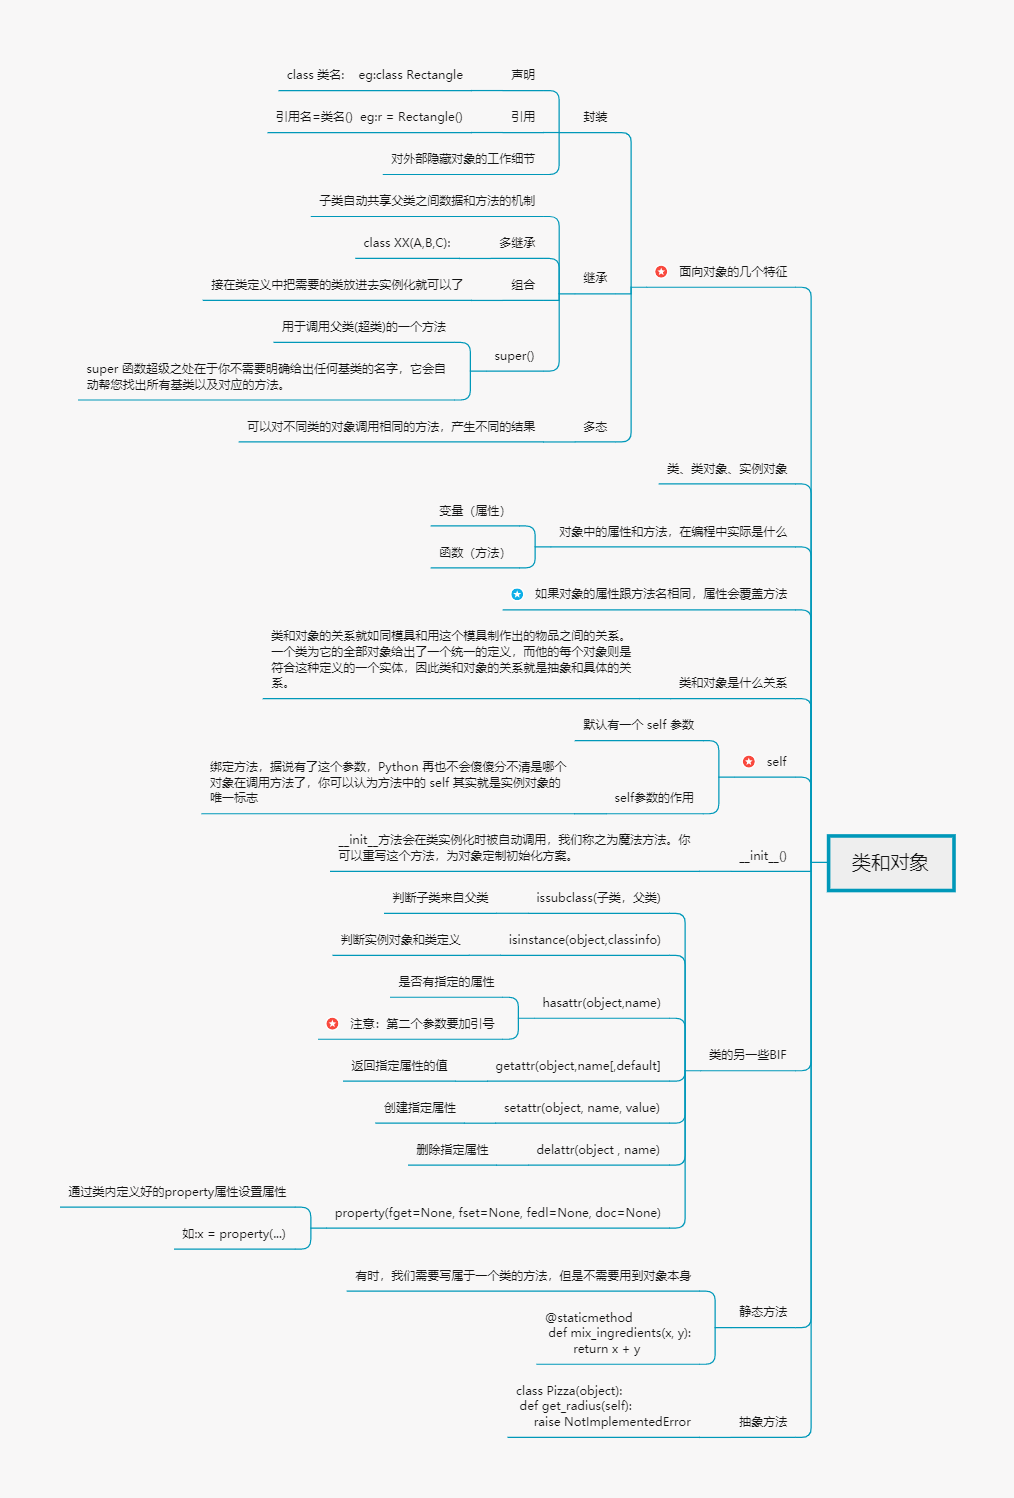 class 类名:    eg:class Rectangle
声明
引用名=类名()  eg:r = Rectangle()
引用
封装
对外部隐藏对象的工作细节
子类自动共享父类之间数据和方法的机制
class XX(A,B,C):
多继承
接在类定义中把需要的类放进去实例化就可以了
组合
继承
面向对象的几个特征
用于调用父类(超类)的一个方法
super()
super 函数超级之处在于你不需要明确给出任何基类的名字，它会自
动帮您找出所有基类以及对应的方法。
可以对不同类的对象调用相同的方法，产生不同的结果
多态
类、类对象、实例对象
变量（属性）
对象中的属性和方法，在编程中实际是什么
函数（方法）
如果对象的属性跟方法名相同，属性会覆盖方法
类和对象的关系就如同模具和用这个模具制作出的物品之间的关系。
一个类为它的全部对象给出了一个统一的定义，而他的每个对象则是
符合这种定义的一个实体，因此类和对象的关系就是抽象和具体的关
系。
类和对象是什么关系
默认有一个 self 参数
self
绑定方法，据说有了这个参数，Python 再也不会傻傻分不清是哪个
对象在调用方法了，你可以认为方法中的 self 其实就是实例对象的
唯一标志
self参数的作用
__init__方法会在类实例化时被自动调用，我们称之为魔法方法。你
可以重写这个方法，为对象定制初始化方案。
__init__()
类和对象
判断子类来自父类
issubclass(子类，父类)
判断实例对象和类定义
isinstance(object,classinfo)
是否有指定的属性
hasattr(object,name)
注意：第二个参数要加引号
类的另一些BIF
返回指定属性的值
getattr(object,name[,default]
创建指定属性
setattr(object, name, value)
删除指定属性
delattr(object , name)
通过类内定义好的property属性设置属性
property(fget=None, fset=None, fedl=None, doc=None)
如:x = property(...)
有时，我们需要写属于一个类的方法，但是不需要用到对象本身
静态方法
@staticmethod
def mix_ingredients(x, y):
return x + y
class Pizza(object):
def get_radius(self):
raise NotImplementedError
抽象方法